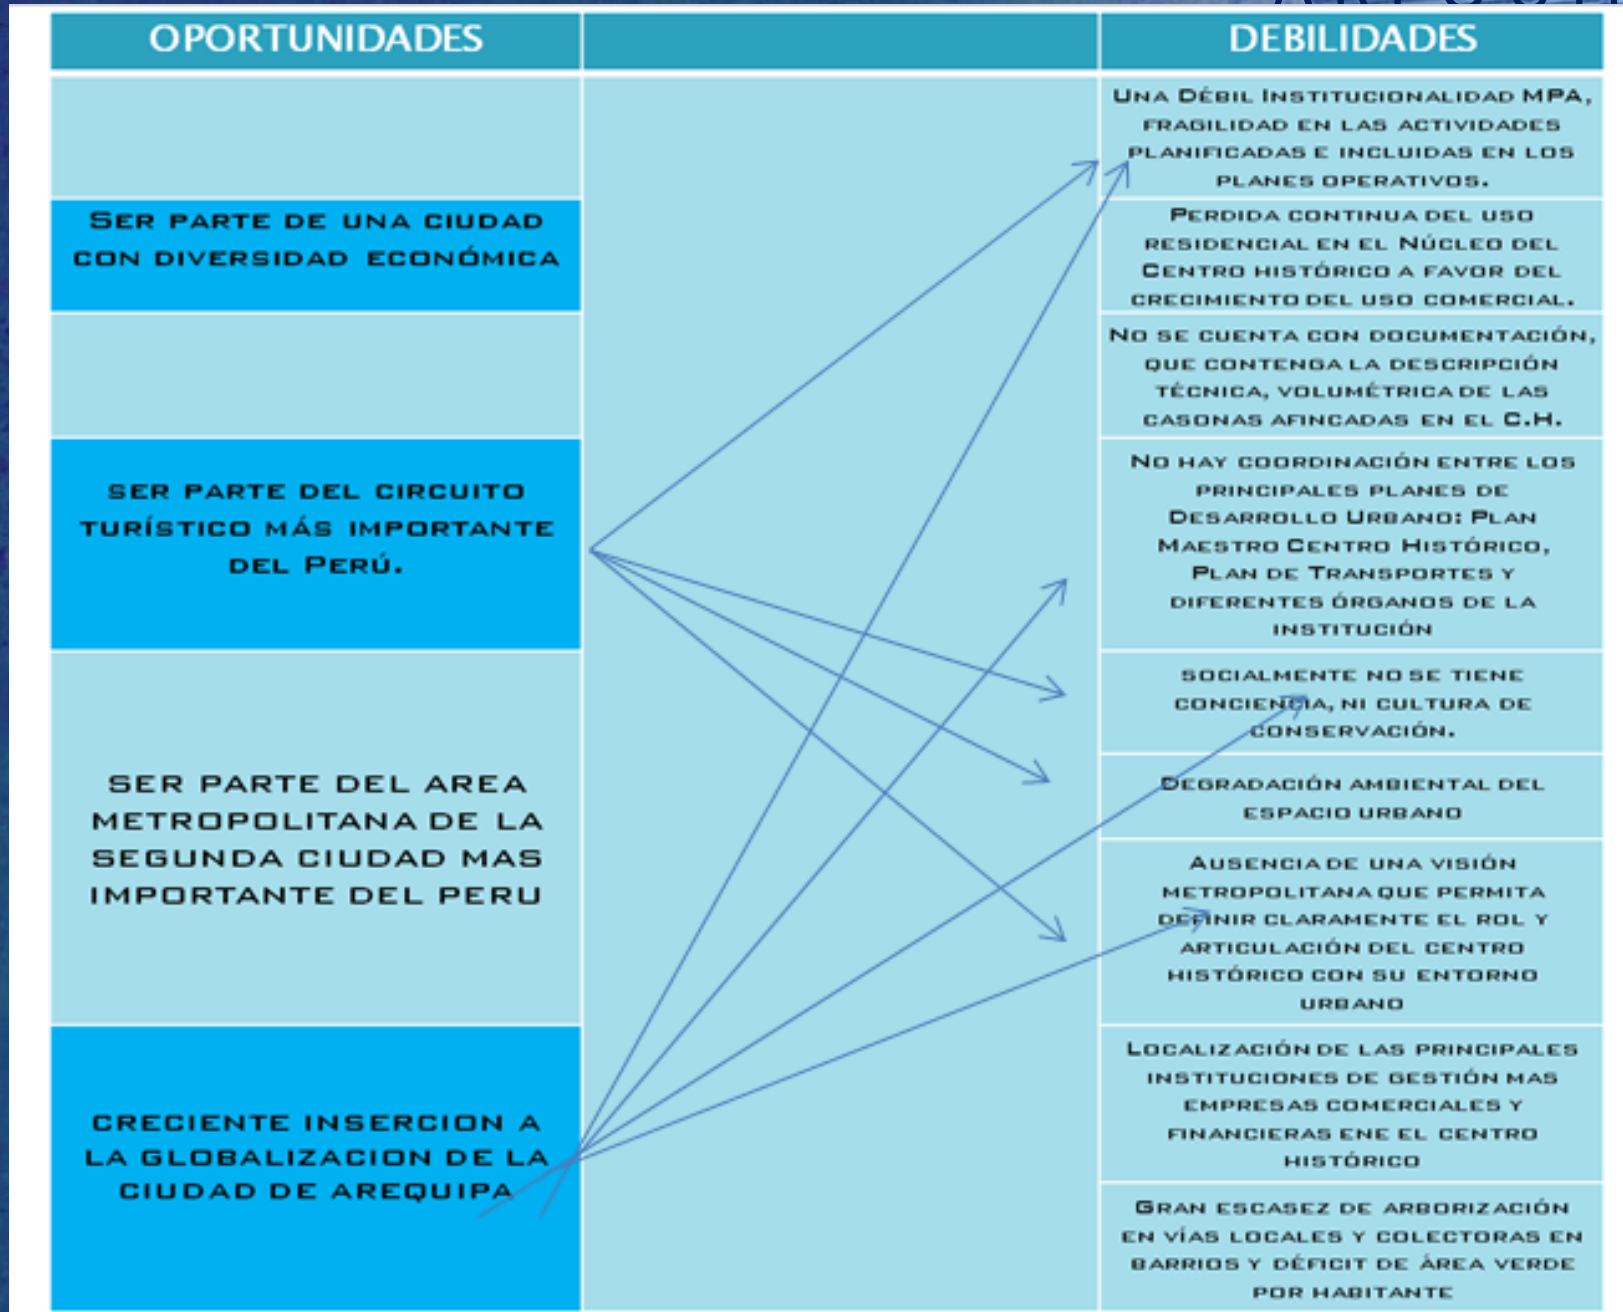 OPORTUNIDADES
DEBILIDADES
UNA DÉBIL INSTITUCIONALIDAD MPA,
FRAGILIDAD EN LAS ACTIVIDADES
PLANIFICADAS E INCLUIDAS EN LOS
PLANES OPERATIVOS.
SER PARTE DE UNA CIUDAD
CON DIVERSIDAD ECONÓMICA
PERDIDA CONTINUA DEL USO
RESIDENCIAL EN EL NÚCLEO DEL
CENTRO HISTÓRICO A FAVOR DEL
CRECIMIENTO DEL USO COMERCIAL.
NO SE CUENTA CON DOCUMENTACIÓN,
QUE CONTENGA LA DESCRIPCIÓN
TÉCNICA, VOLUMÉTRICA DE LAS
CASONAS AFINCADAS EN EL C.H.
SER PARTE DEL CIRCUITO
TURÍSTICO MÁS IMPORTANTE
DEL PERÚ.
NO HAY COORDINACIÓN ENTRE LOS
PRINCIPALES PLANES DE
DESARROLLO URBANO: PLAN
MAESTRO CENTRO HISTÓRICO,
PLAN DE TRANSPORTES Y
DIFERENTES ÓRGANOS DE LA
INSTITUCIÓN
SER PARTE DEL AREA
METROPOLITANA DE LA
SEGUNDA CIUDAD MAS
IMPORTANTE DEL PERU
SOCIALMENTE NO SE TIENE
CONCIENCIA, NI CULTURA DE
CONSERVACIÓN.
DEGRADACIÓN AMBIENTAL DEL
ESPACIO URBANO
AUSENCIA DE UNA VISIÓN
METROPOLITANA QUE PERMITA
DEFINIR CLARAMENTE EL ROL Y
ARTICULACIÓN DEL CENTRO
HISTÓRICO CON SU ENTORNO
URBANO
CRECIENTE INSERCION A
LA GLOBALIZACION DE LA
CIUDAD DE AREQUIPA
LOCALIZACIÓN DE LAS PRINCIPALES
INSTITUCIONES DE GESTIÓN MAS
EMPRESAS COMERCIALES Y
FINANCIERAS ENE EL CENTRO
HISTÓRICO
GRAN ESCASEZ DE ARBORIZACIÓN
EN VÍAS LOCALES Y COLECTORAS EN
BARRIOS Y DÉFICIT DE ÁREA VERDE
POR HABITANTE